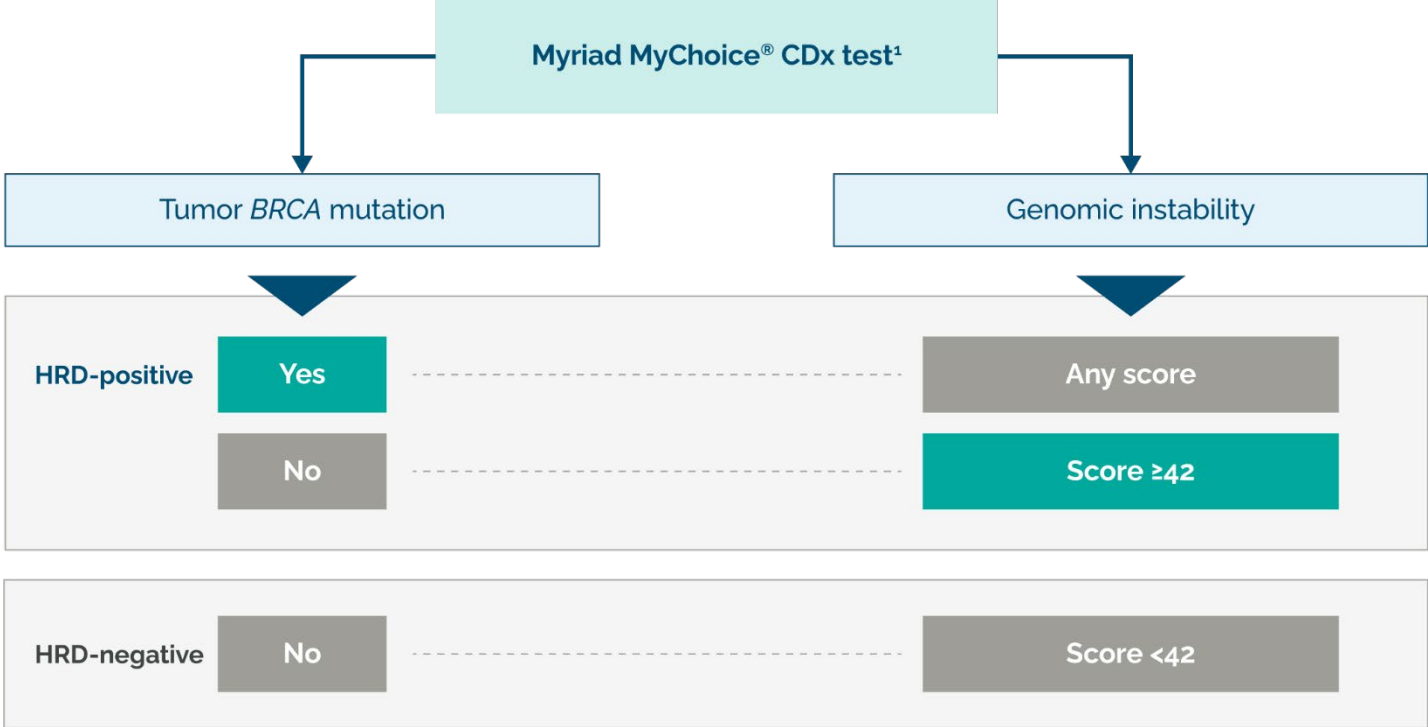 Myriad MyChoice® CDx test¹
Tumor BRCA mutation
Genomic instability
HRD-positive
Yes
Any score
No
Score ≥42
HRD-negative
No
Score <42